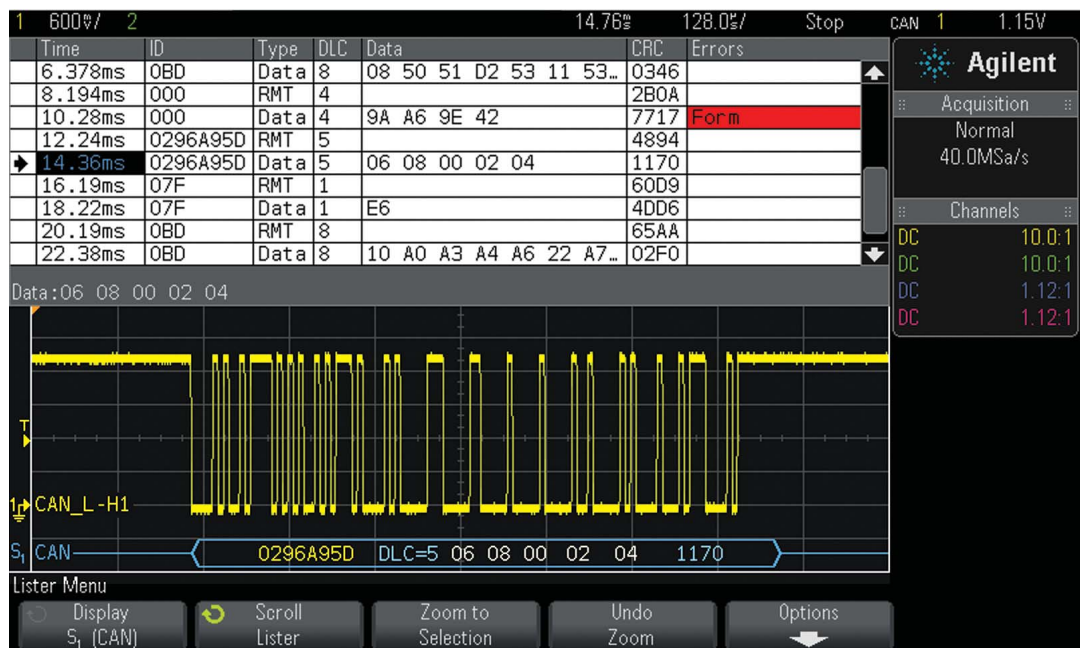 1 600♉/ 2 14.76♏ 128.0♑/ Stop CAN 1 1.15V
Time ID Type DLC Data CRC Errors
6.378ms 0BD Data 8 08 50 51 D2 53 11 53… 0346
8.194ms 000 RMT 4 2B0A
10.28ms 000 Data 4 9A A6 9E 42 7717 Form
12.24ms 0296A95D RMT 5 4894
14.36ms 0296A95D Data 5 06 08 00 02 04 1170
16.19ms 07F RMT 1 60D9
18.22ms 07F Data 1 E6 4DD6
20.19ms 0BD RMT 8 65AA
22.38ms 0BD Data 8 10 A0 A3 A4 A6 22 A7… 02F0
Data:06 08 00 02 04
Agilent
Acquisition
Normal
40.0MSa/s
Channels
DC 10.0:1
DC 10.0:1
DC 1.12:1
DC 1.12:1
T
1 CAN_L-H1
S1 CAN 0296A95D DLC=5 06 08 00 02 04 1170
Lister Menu
Display
S1 (CAN)
Scroll
Lister
Zoom to
Selection
Undo
Zoom
Options